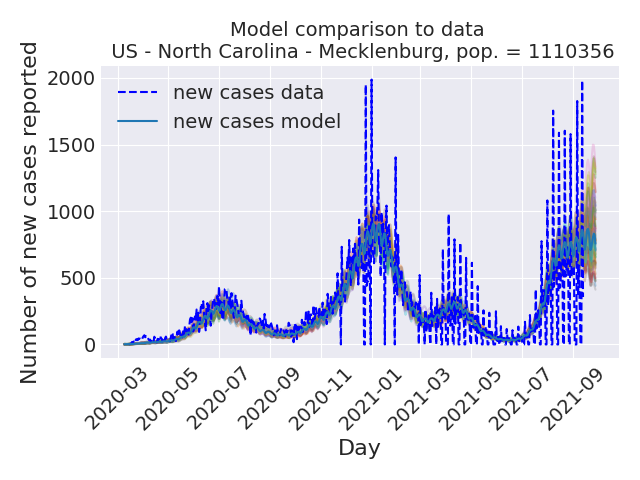 Model comparison to data
US - North Carolina - Mecklenburg, pop. = 1110356
Number of new cases reported
2000
1500
1000
500
0
new cases data
new cases model
2020-03
2020-05
2020-07
2020-09
2020-11
2021-01
2021-03
2021-05
2021-07
2021-09
Day